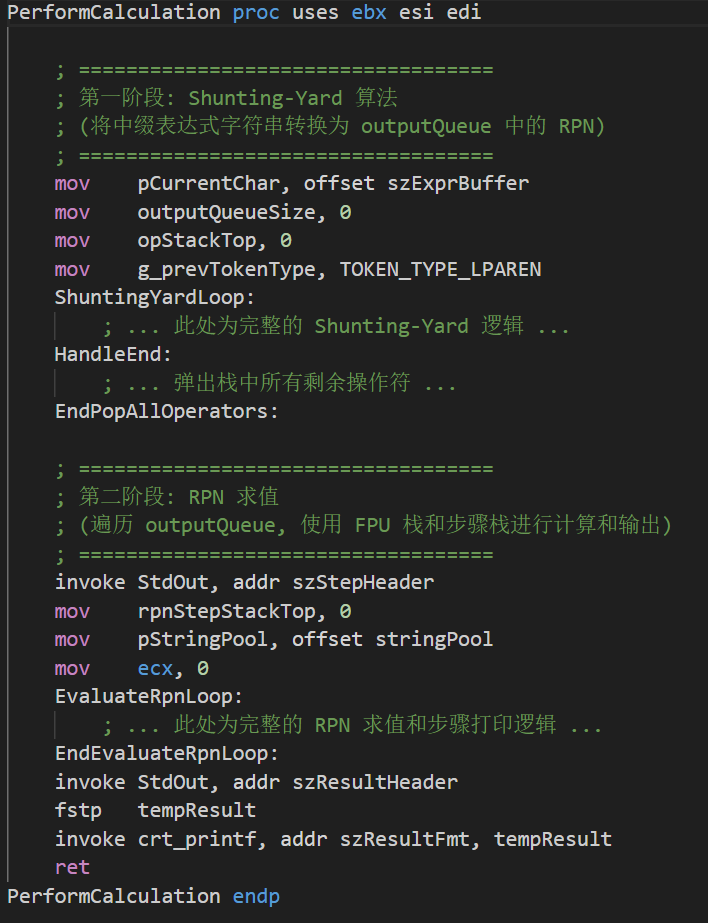 PerformCalculation proc uses ebx esi edi
; ===================================
; 第一阶段: Shunting-Yard 算法
; (将中缀表达式字符串转换为 outputQueue 中的 RPN)
; ===================================
mov    pCurrentChar, offset szExprBuffer
mov    outputQueueSize, 0
mov    opStackTop, 0
mov    g_prevTokenType, TOKEN_TYPE_LPAREN
ShuntingYardLoop:
; ... 此处为完整的 Shunting-Yard 逻辑 ...
HandleEnd:
; ... 弹出栈中所有剩余操作符 ...
EndPopAllOperators:
; ===================================
; 第二阶段: RPN 求值
; (遍历 outputQueue, 使用 FPU 栈和步骤栈进行计算和输出)
; ===================================
invoke StdOut, addr szStepHeader
mov    rpnStepStackTop, 0
mov    pStringPool, offset stringPool
mov    ecx, 0
EvaluateRpnLoop:
; ... 此处为完整的 RPN 求值和步骤打印逻辑 ...
EndEvaluateRpnLoop:
invoke StdOut, addr szResultHeader
fstp   tempResult
invoke crt_printf, addr szResultFmt, tempResult
ret
PerformCalculation endp